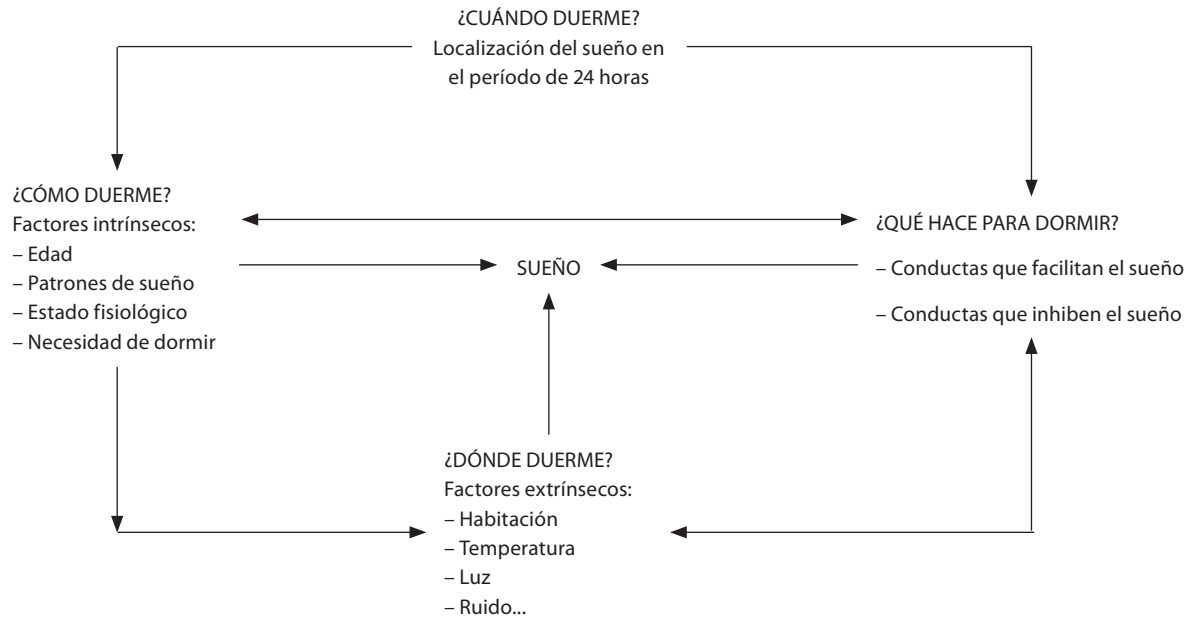 ¿CUÁNDO DUERME?
Localización del sueño en
el período de 24 horas
¿CÓMO DUERME?
Factores intrínsecos:
– Edad
– Patrones de sueño
– Estado fisiológico
– Necesidad de dormir
SUEÑO
¿QUÉ HACE PARA DORMIR?
– Conductas que facilitan el sueño
– Conductas que inhiben el sueño
¿DÓNDE DUERME?
Factores extrínsecos:
– Habitación
– Temperatura
– Luz
– Ruido...